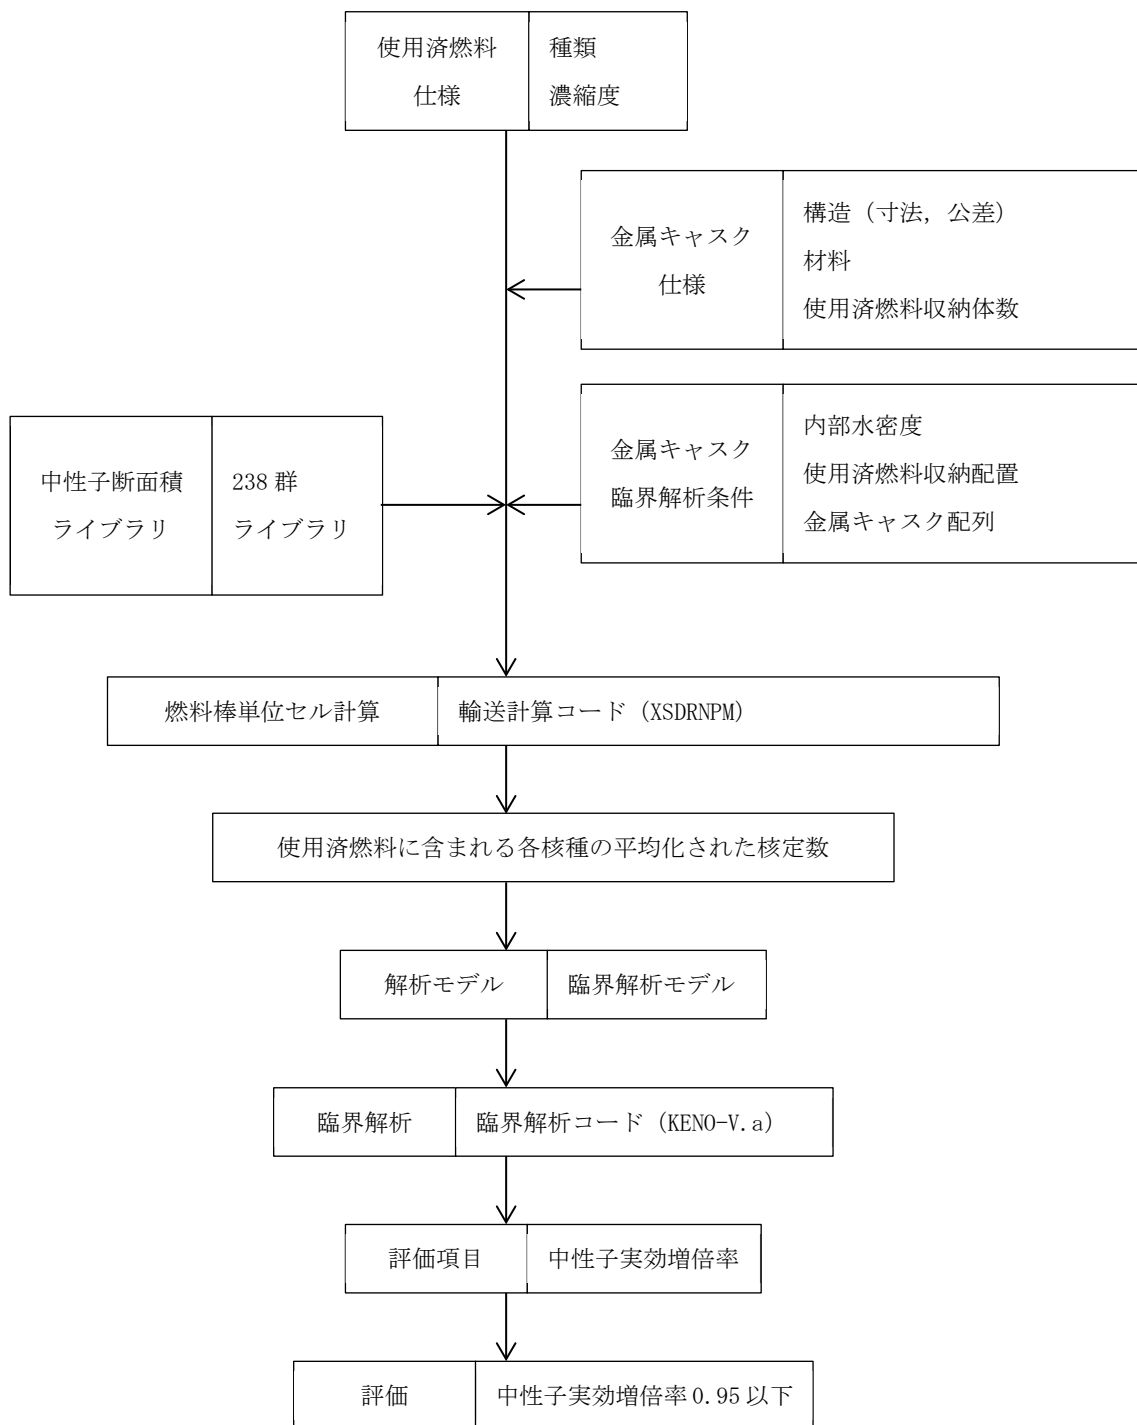 使用済燃料
仕様
種類
濃縮度
金属キャスク
仕様
構造（寸法，公差）
材料
使用済燃料収納体数
中性子断面積
ライブラリ
238 群
ライブラリ
金属キャスク
臨界解析条件
内部水密度
使用済燃料収納配置
金属キャスク配列
燃料棒単位セル計算
輸送計算コード（XSDRNPM）
使用済燃料に含まれる各核種の平均化された核定数
解析モデル
臨界解析モデル
臨界解析
臨界解析コード（KENO-V.a）
評価項目
中性子実効増倍率
評価
中性子実効増倍率 0.95 以下